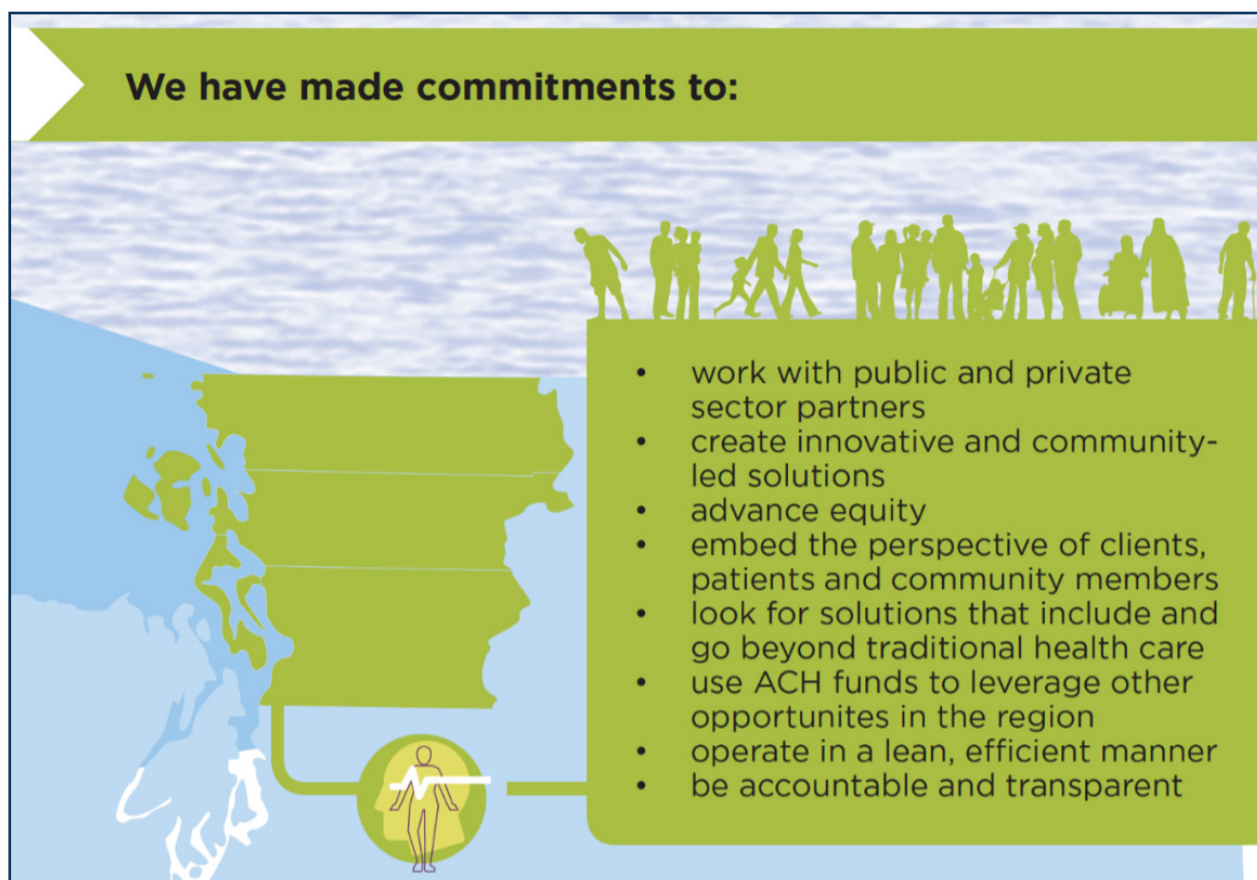 We have made commitments to:
• work with public and private
sector partners
• create innovative and community-
led solutions
• advance equity
• embed the perspective of clients,
patients and community members
• look for solutions that include and
go beyond traditional health care
• use ACH funds to leverage other
opportunites in the region
• operate in a lean, efficient manner
• be accountable and transparent